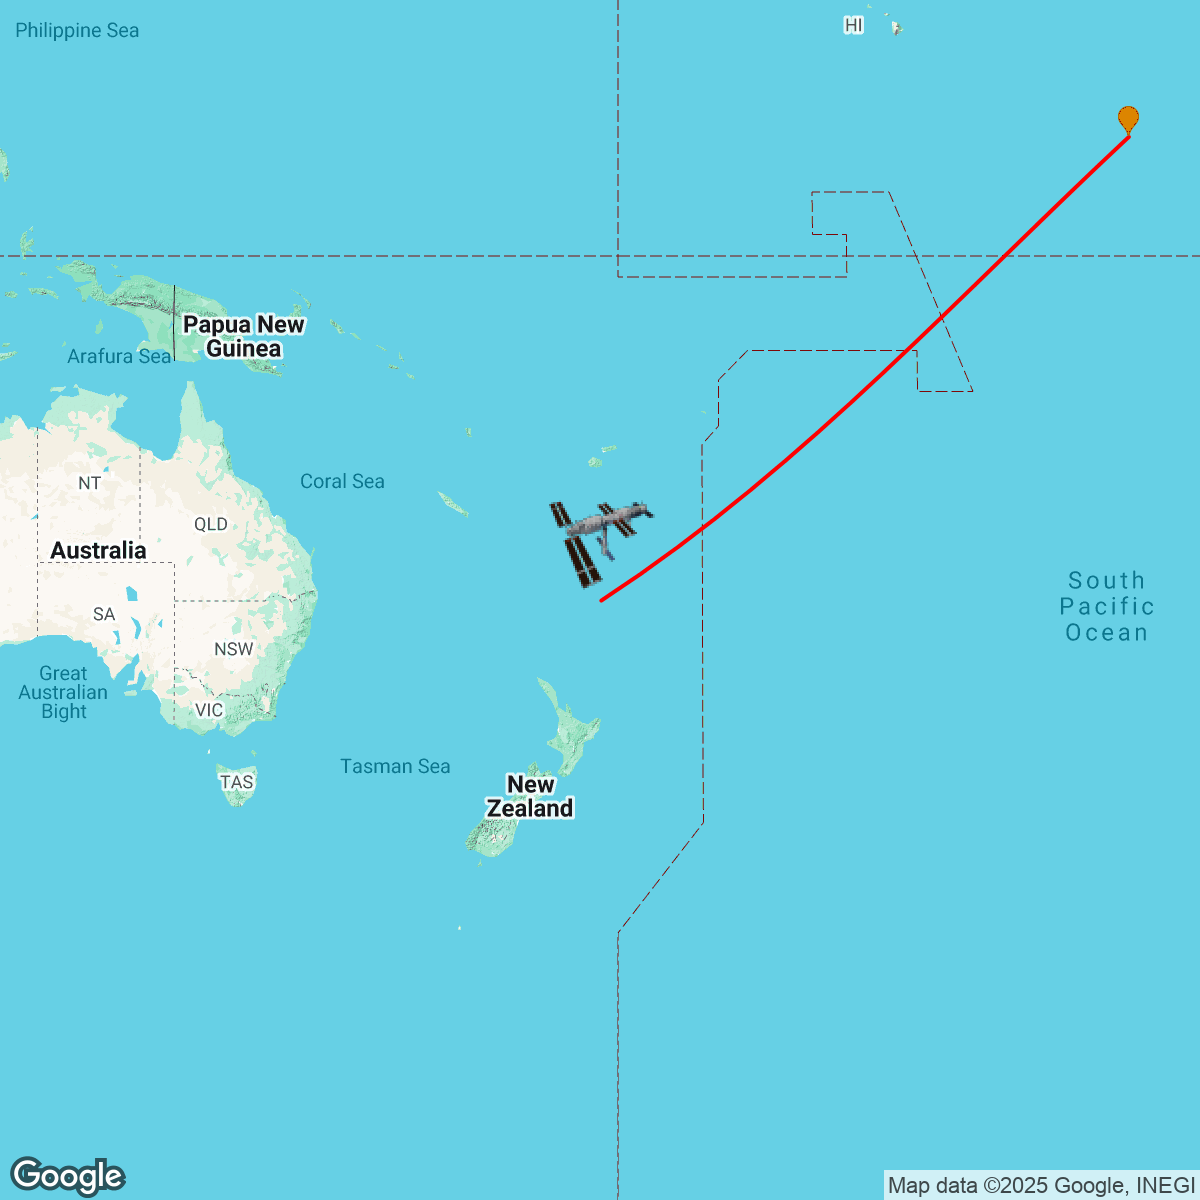 Philippine Sea
HI
Papua New
Guinea
Arafura Sea
Coral Sea
NT
QLD
Australia
South
Pacific
Ocean
SA
NSW
Great
Australian
Bight
VIC
Tasman Sea
TAS
New
Zealand
Google
Map data ©2025 Google, INEGI